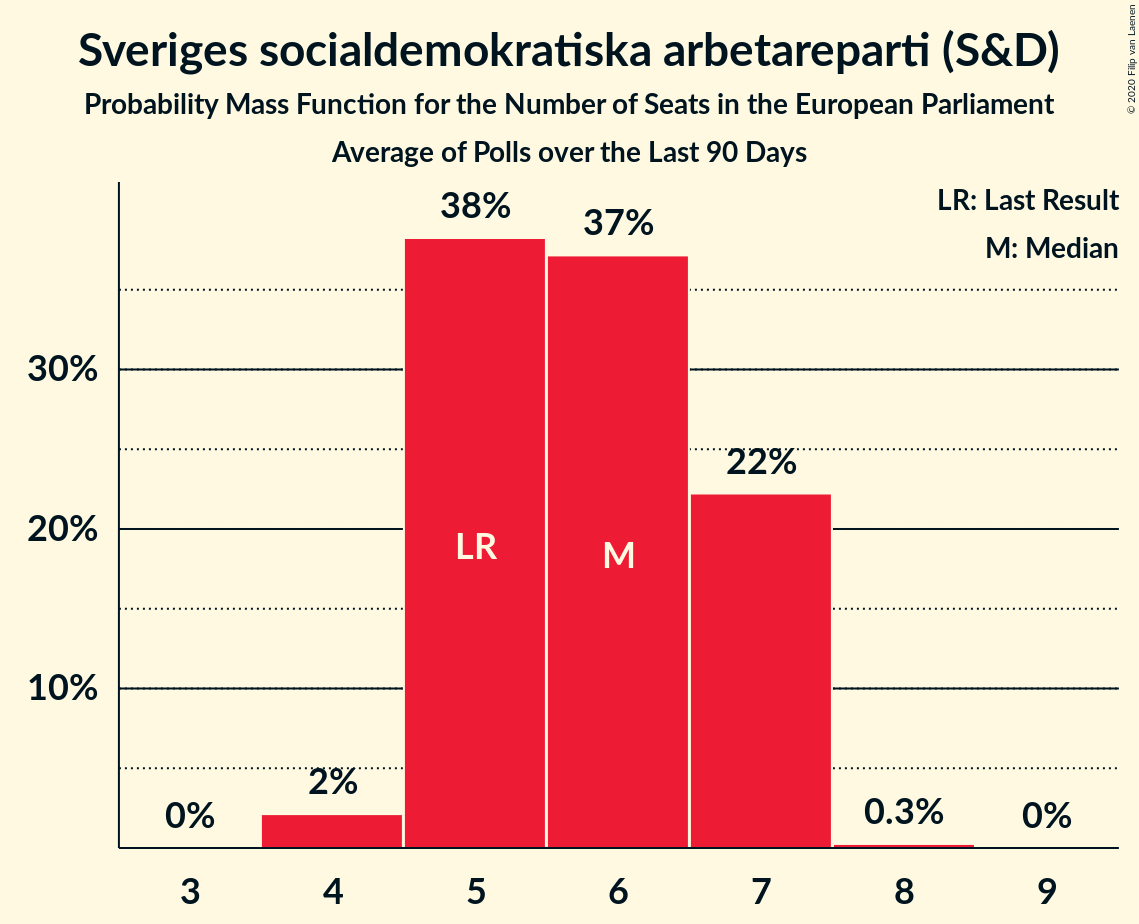 Sveriges socialdemokratiska arbetareparti (S&D)
Probability Mass Function for the Number of Seats in the European Parliament
Average of Polls over the Last 90 Days
© 2020 Filip van Laenen
LR: Last Result
M: Median
38%
37%
30%
22%
20%
LR
M
10%
2%
0%
0.3%
0%
3
4
5
6
7
8
9